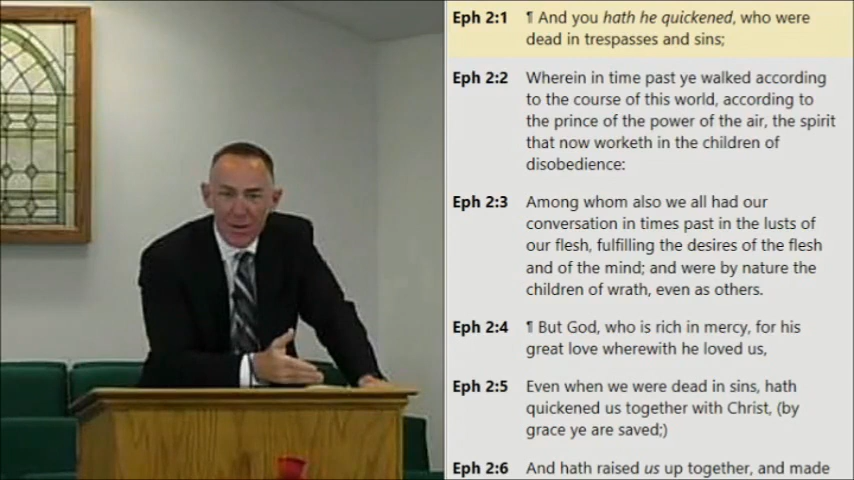 Eph 2:1 ¶ And you hath he quickened, who were
dead in trespasses and sins;
Eph 2:2 Wherein in time past ye walked according
to the course of this world, according to
the prince of the power of the air, the spirit
that now worketh in the children of
disobedience:
Eph 2:3 Among whom also we all had our
conversation in times past in the lusts of
our flesh, fulfilling the desires of the flesh
and of the mind; and were by nature the
children of wrath, even as others.
Eph 2:4 ¶ But God, who is rich in mercy, for his
great love wherewith he loved us,
Eph 2:5 Even when we were dead in sins, hath
quickened us together with Christ, (by
grace ye are saved;)
Eph 2:6 And hath raised us up together, and made